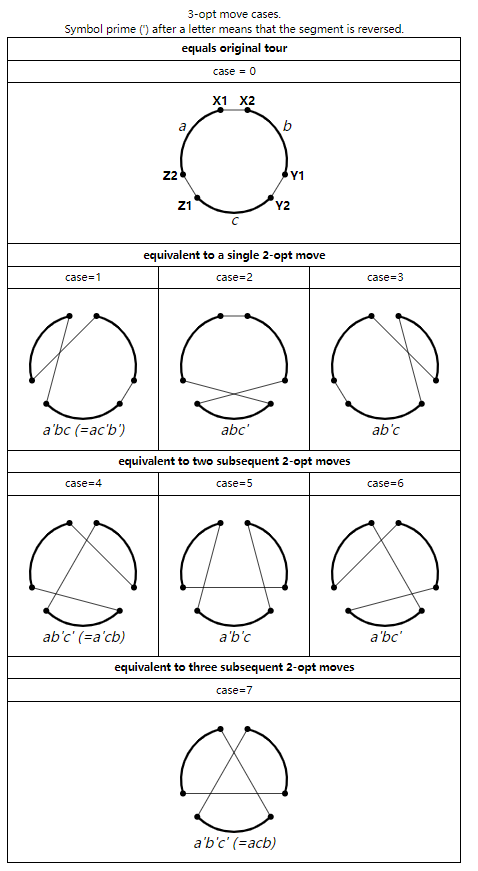 3-opt move cases.
Symbol prime (') after a letter means that the segment is reversed.
equals original tour
case = 0
X1 X2
a b
Z2 Y1
Z1 Y2
c
equivalent to a single 2-opt move
case=1 case=2 case=3
a'bc (=ac'b') abc' ab'c
equivalent to two subsequent 2-opt moves
case=4 case=5 case=6
ab'c' (=a'cb) a'b'c a'bc'
equivalent to three subsequent 2-opt moves
case=7
a'b'c' (=acb)